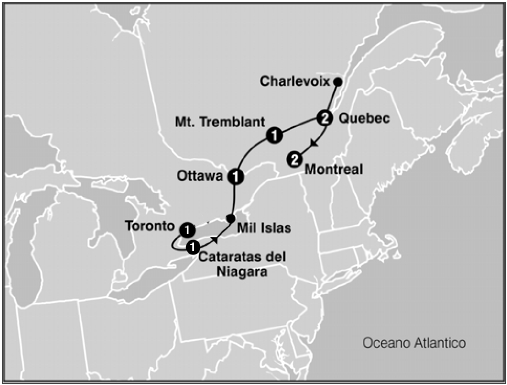 Charlevoix
2 Quebec
Mt. Tremblant 1
2
Montreal
Ottawa 1
Toronto 1
Mil Islas
1 Cataratas del
Niagara
Oceano Atlantico